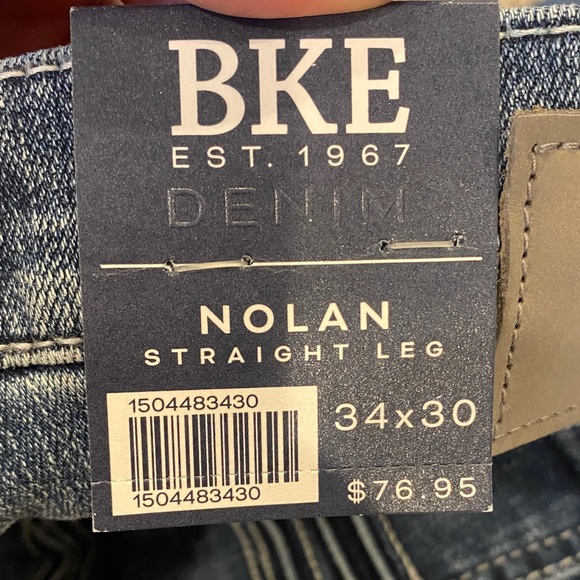 BKE
EST. 1967
DENIM
NOLAN
STRAIGHT LEG
1504483430
1504483430
34x30
$76.95